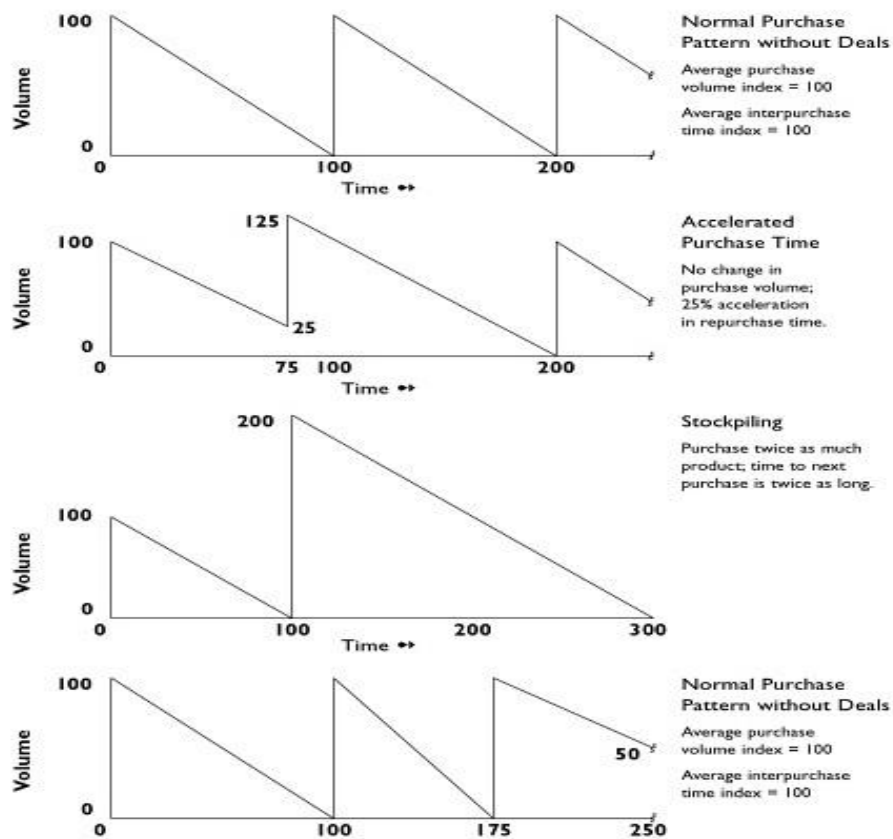 100
Volume
0
0
100
200
Time
Normal Purchase
Pattern without Deals
Average purchase
volume index = 100
Average interpurchase
time index = 100
125
100
Volume
25
0
0
75
100
200
Time
Accelerated
Purchase Time
No change in
purchase volume;
25% acceleration
in repurchase time.
200
100
Volume
0
0
100
200
300
Time
Stockpiling
Purchase twice as much
product; time to next
purchase is twice as long.
100
Volume
50
0
0
100
175
250
Normal Purchase
Pattern without Deals
Average purchase
volume index = 100
Average interpurchase
time index = 100